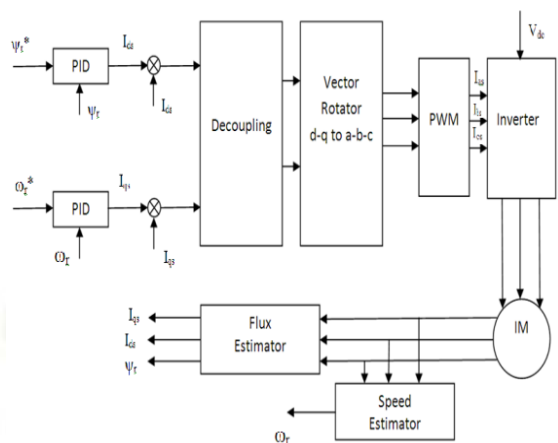 ψr*
PID
Ids
ψr
Ids
ωr*
PID
Iqs
ωr
Iqs
Decoupling
Vector
Rotator
d-q to a-b-c
PWM
Ias
Ibs
Ics
Vdc
Inverter
IM
Iqs
Ids
ψr
Flux
Estimator
Speed
Estimator
ωr